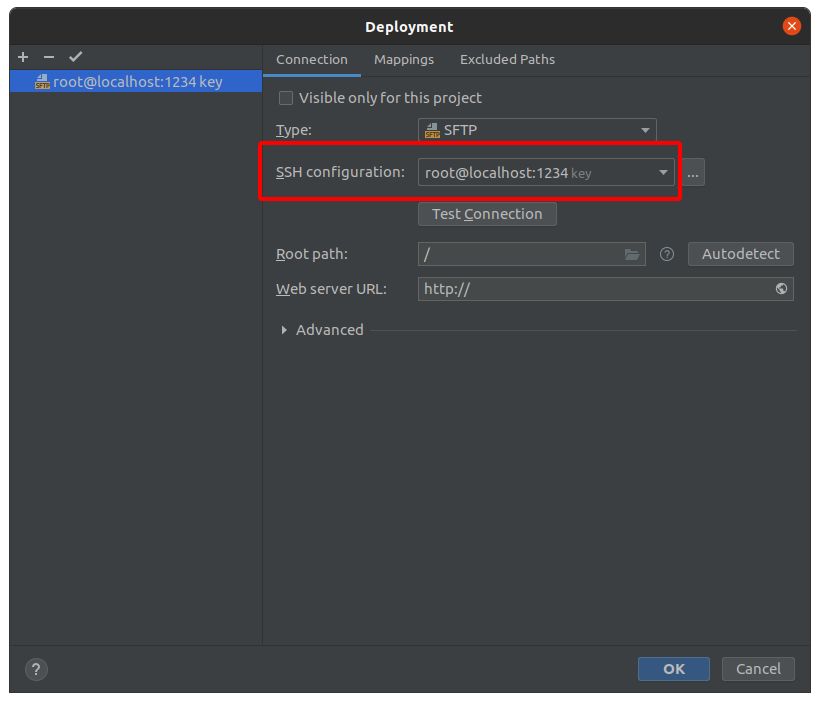 Deployment
root@localhost:1234 key
Connection Mappings Excluded Paths
Visible only for this project
Type: SFTP SFTP
SSH configuration: root@localhost:1234 key ...
Test Connection
Root path: / ? Autodetect
Web server URL: http://
Advanced
? OK Cancel